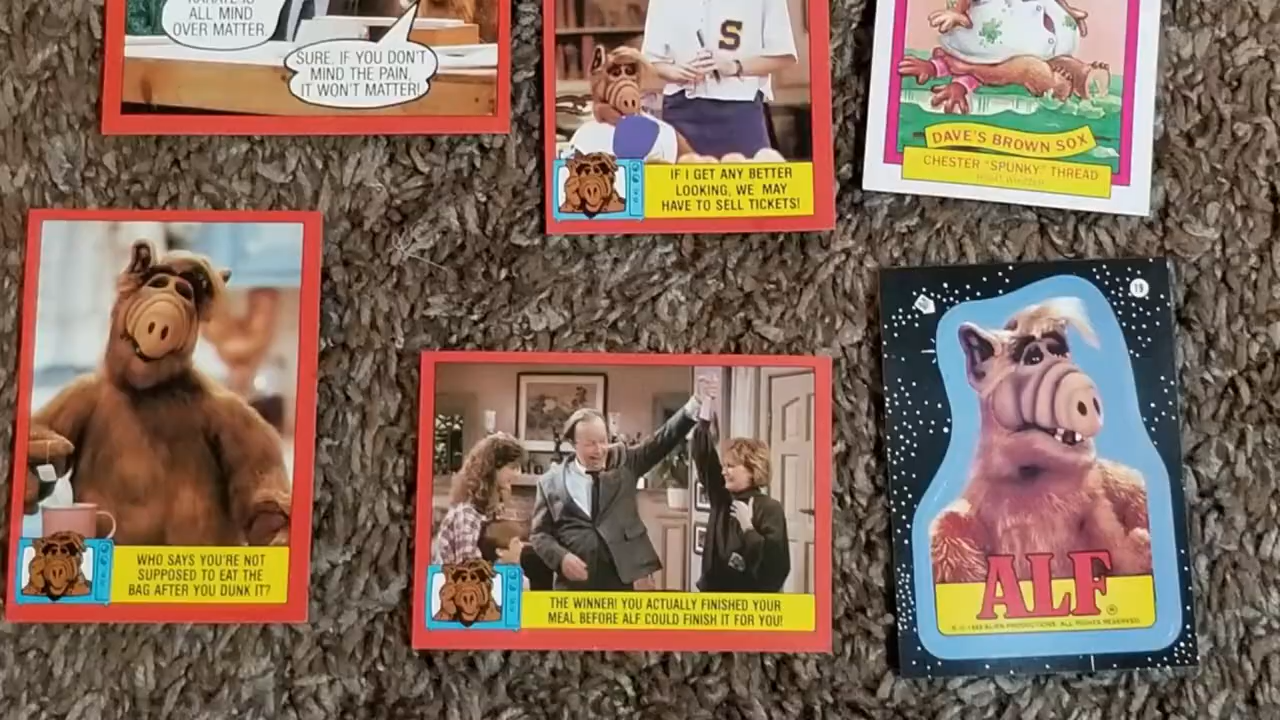 ALL MIND
OVER MATTER.
SURE, IF YOU DON'T
MIND THE PAIN,
IT WON'T MATTER!
S
IF I GET ANY BETTER
LOOKING, WE MAY
HAVE TO SELL TICKETS!
DAVE'S BROWN SOX
CHESTER "SPUNKY" THREAD
WHO SAYS YOU'RE NOT
SUPPOSED TO EAT THE
BAG AFTER YOU DUNK IT?
THE WINNER! YOU ACTUALLY FINISHED YOUR
MEAL BEFORE ALF COULD FINISH IT FOR YOU!
19
ALF
ALIEN PRODUCTIONS. ALL RIGHTS RESERVED.